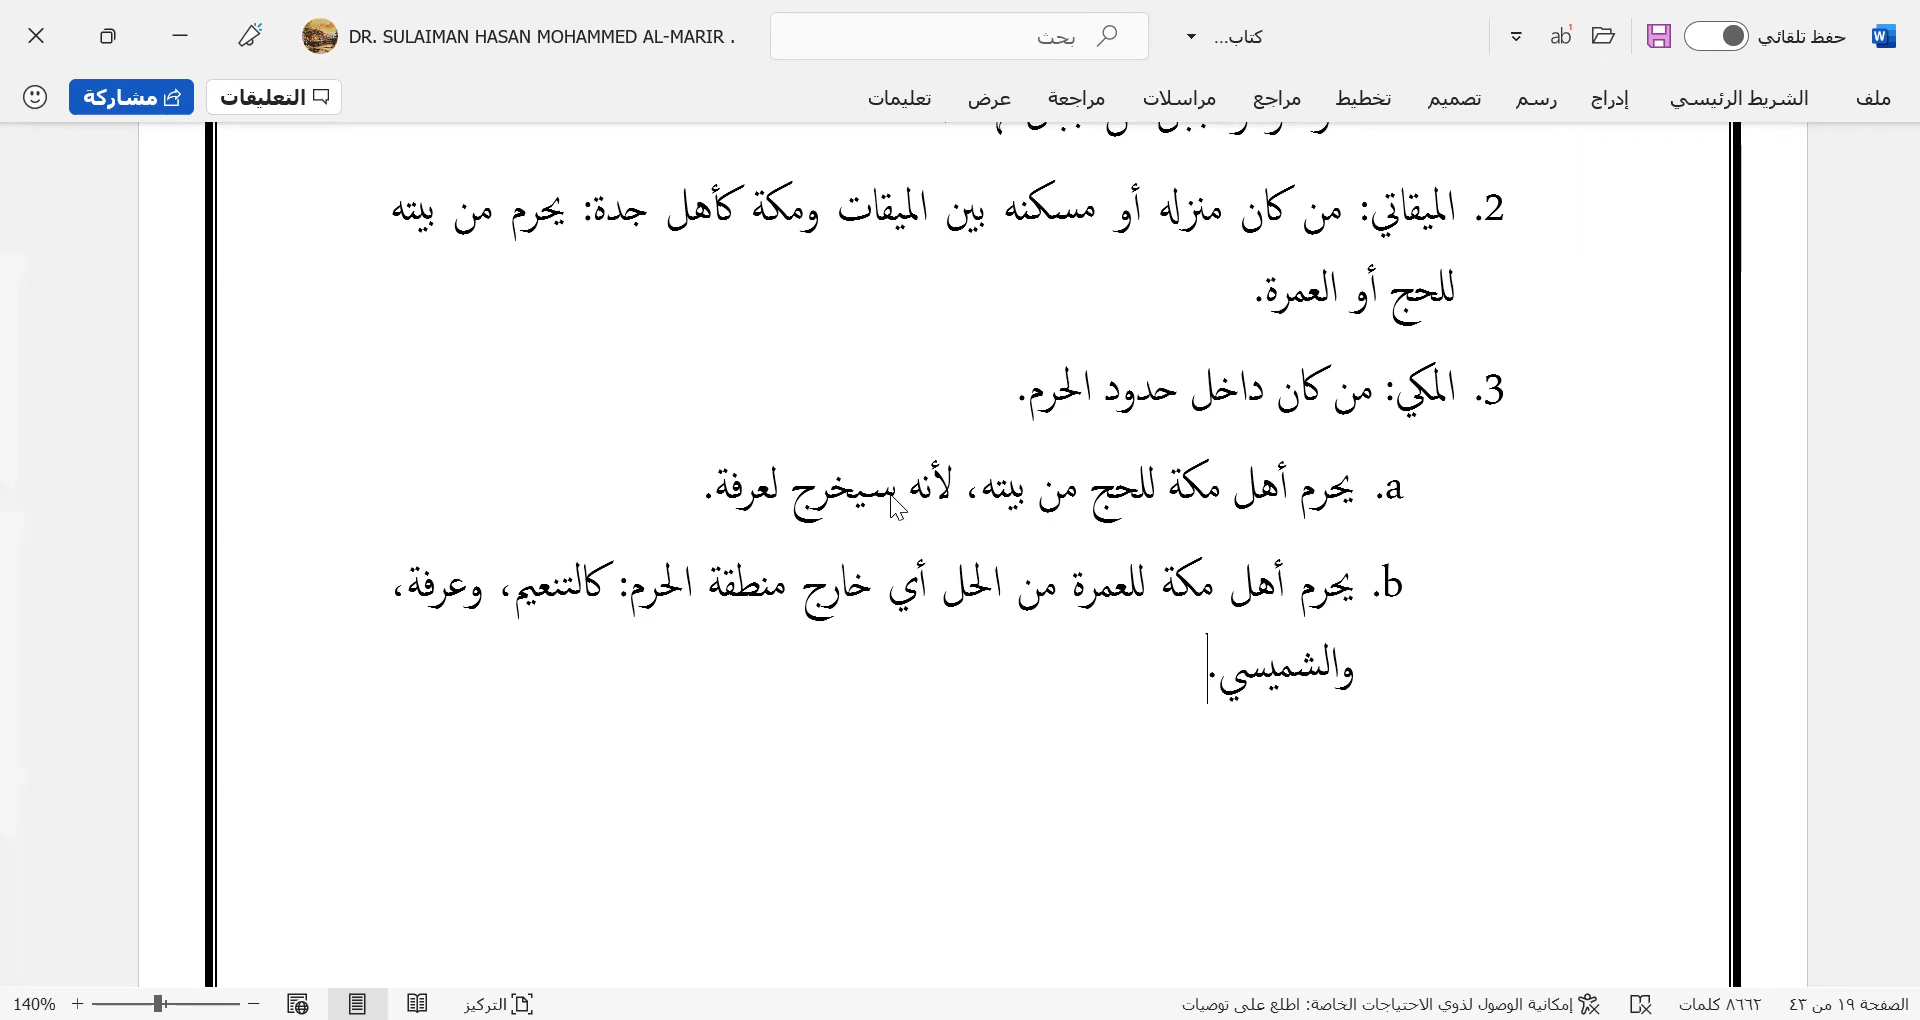 حفظ تلقائي
كتاب...
بحث
DR. SULAIMAN HASAN MOHAMMED AL-MARIR .
ملف
الشريط الرئيسي
إدراج
رسم
تصميم
تخطيط
مراجع
مراسلات
مراجعة
عرض
تعليمات
التعليقات
مشاركة
2. الميقاتي: من كان منزله أو مسكنه بين الميقات ومكة كأهل جدة: يحرم من بيته
للحج أو العمرة.
3. المكي: من كان داخل حدود الحرم.
a. يحرم أهل مكة للحج من بيته، لأنه سيخرج لعرفة.
b. يحرم أهل مكة للعمرة من الحل أي خارج منطقة الحرم: كالتنعيم، وعرفة،
والشميسي.
الصفحة ١٩ من ٤٣
٨٦٦٢ كلمات
إمكانية الوصول لذوي الاحتياجات الخاصة: اطلع على توصيات
التركيز
140%